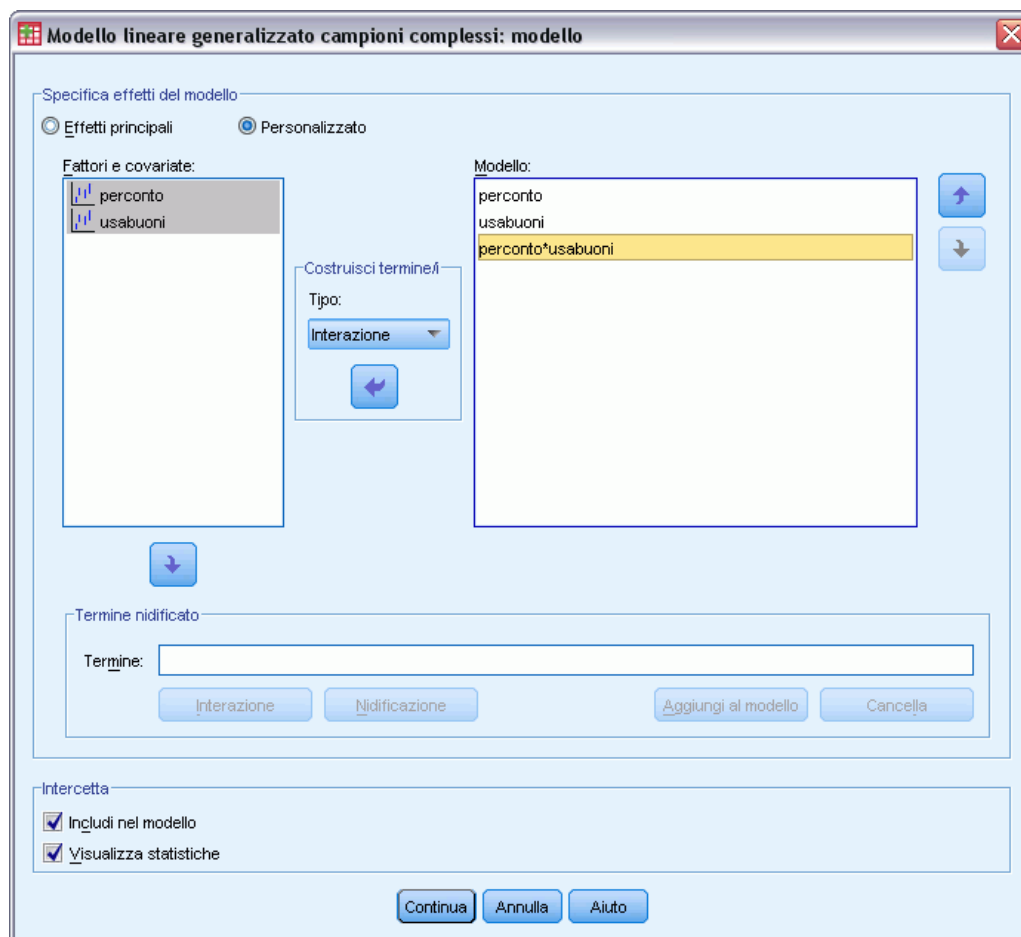 Modello lineare generalizzato campioni complessi: modello
Specifica effetti del modello
Effetti principali
Personalizzato
Fattori e covariate:
perconto
usabuoni
Costruisci termine/i
Tipo:
Interazione
Modello:
perconto
usabuoni
perconto*usabuoni
Termine nidificato
Termine:
Interazione
Nidificazione
Aggiungi al modello
Cancella
Intercetta
Includi nel modello
Visualizza statistiche
Continua
Annulla
Aiuto